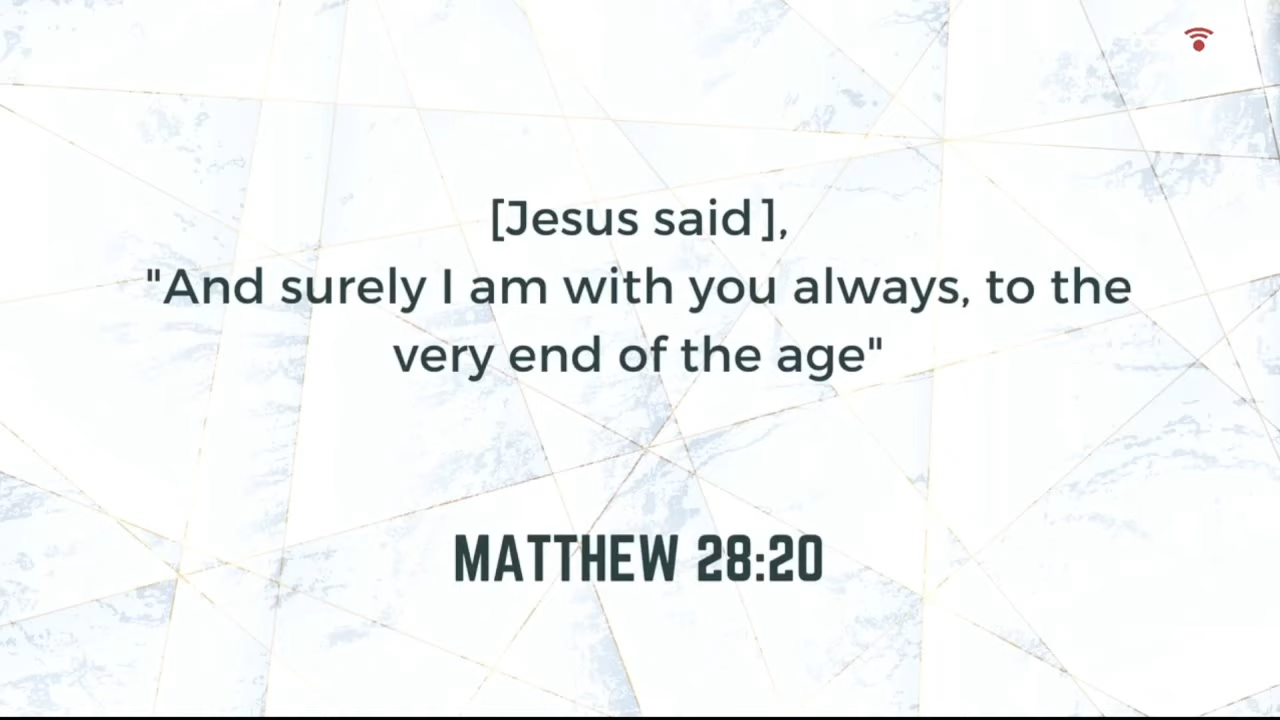 [Jesus said],
"And surely I am with you always, to the
very end of the age"
MATTHEW 28:20